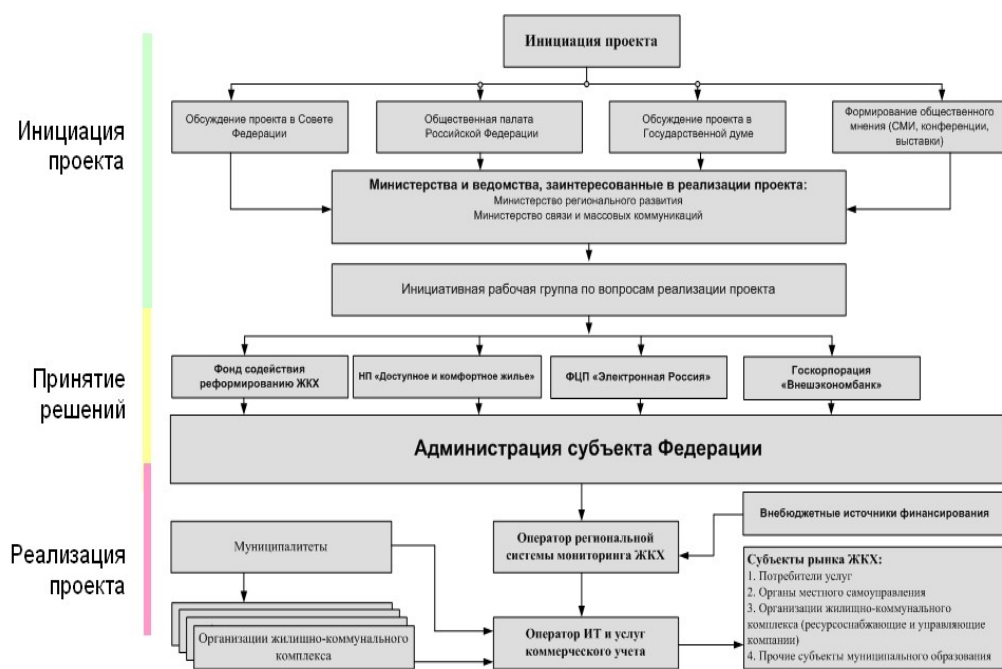 Инициация проекта
Инициация
проекта
Обсуждение проекта в Совете
Федерации
Общественная палата
Российской Федерации
Обсуждение проекта в
Государственной думе
Формирование общественного
мнения (СМИ, конференции,
выставки)
Министерства и ведомства, заинтересованные в реализации проекта:
Министерство регионального развития
Министерство связи и массовых коммуникаций
Инициативная рабочая группа по вопросам реализации проекта
Принятие
решений
Фонд содействия
реформированию ЖКХ
НП «Доступное и комфортное жилье»
ФЦП «Электронная Россия»
Госкорпорация
«Внешэкономбанк»
Администрация субъекта Федерации
Реализация
проекта
Внебюджетные источники финансирования
Муниципалитеты
Оператор региональной
системы мониторинга ЖКХ
Субъекты рынка ЖКХ:
1. Потребители услуг
2. Органы местного самоуправления
3. Организации жилищно-коммунального
комплекса (ресурсоснабжающие и управляющие
компании)
4. Прочие субъекты муниципального образования
Организации жилищно-коммунального
комплекса
Оператор ИТ и услуг
коммерческого учета